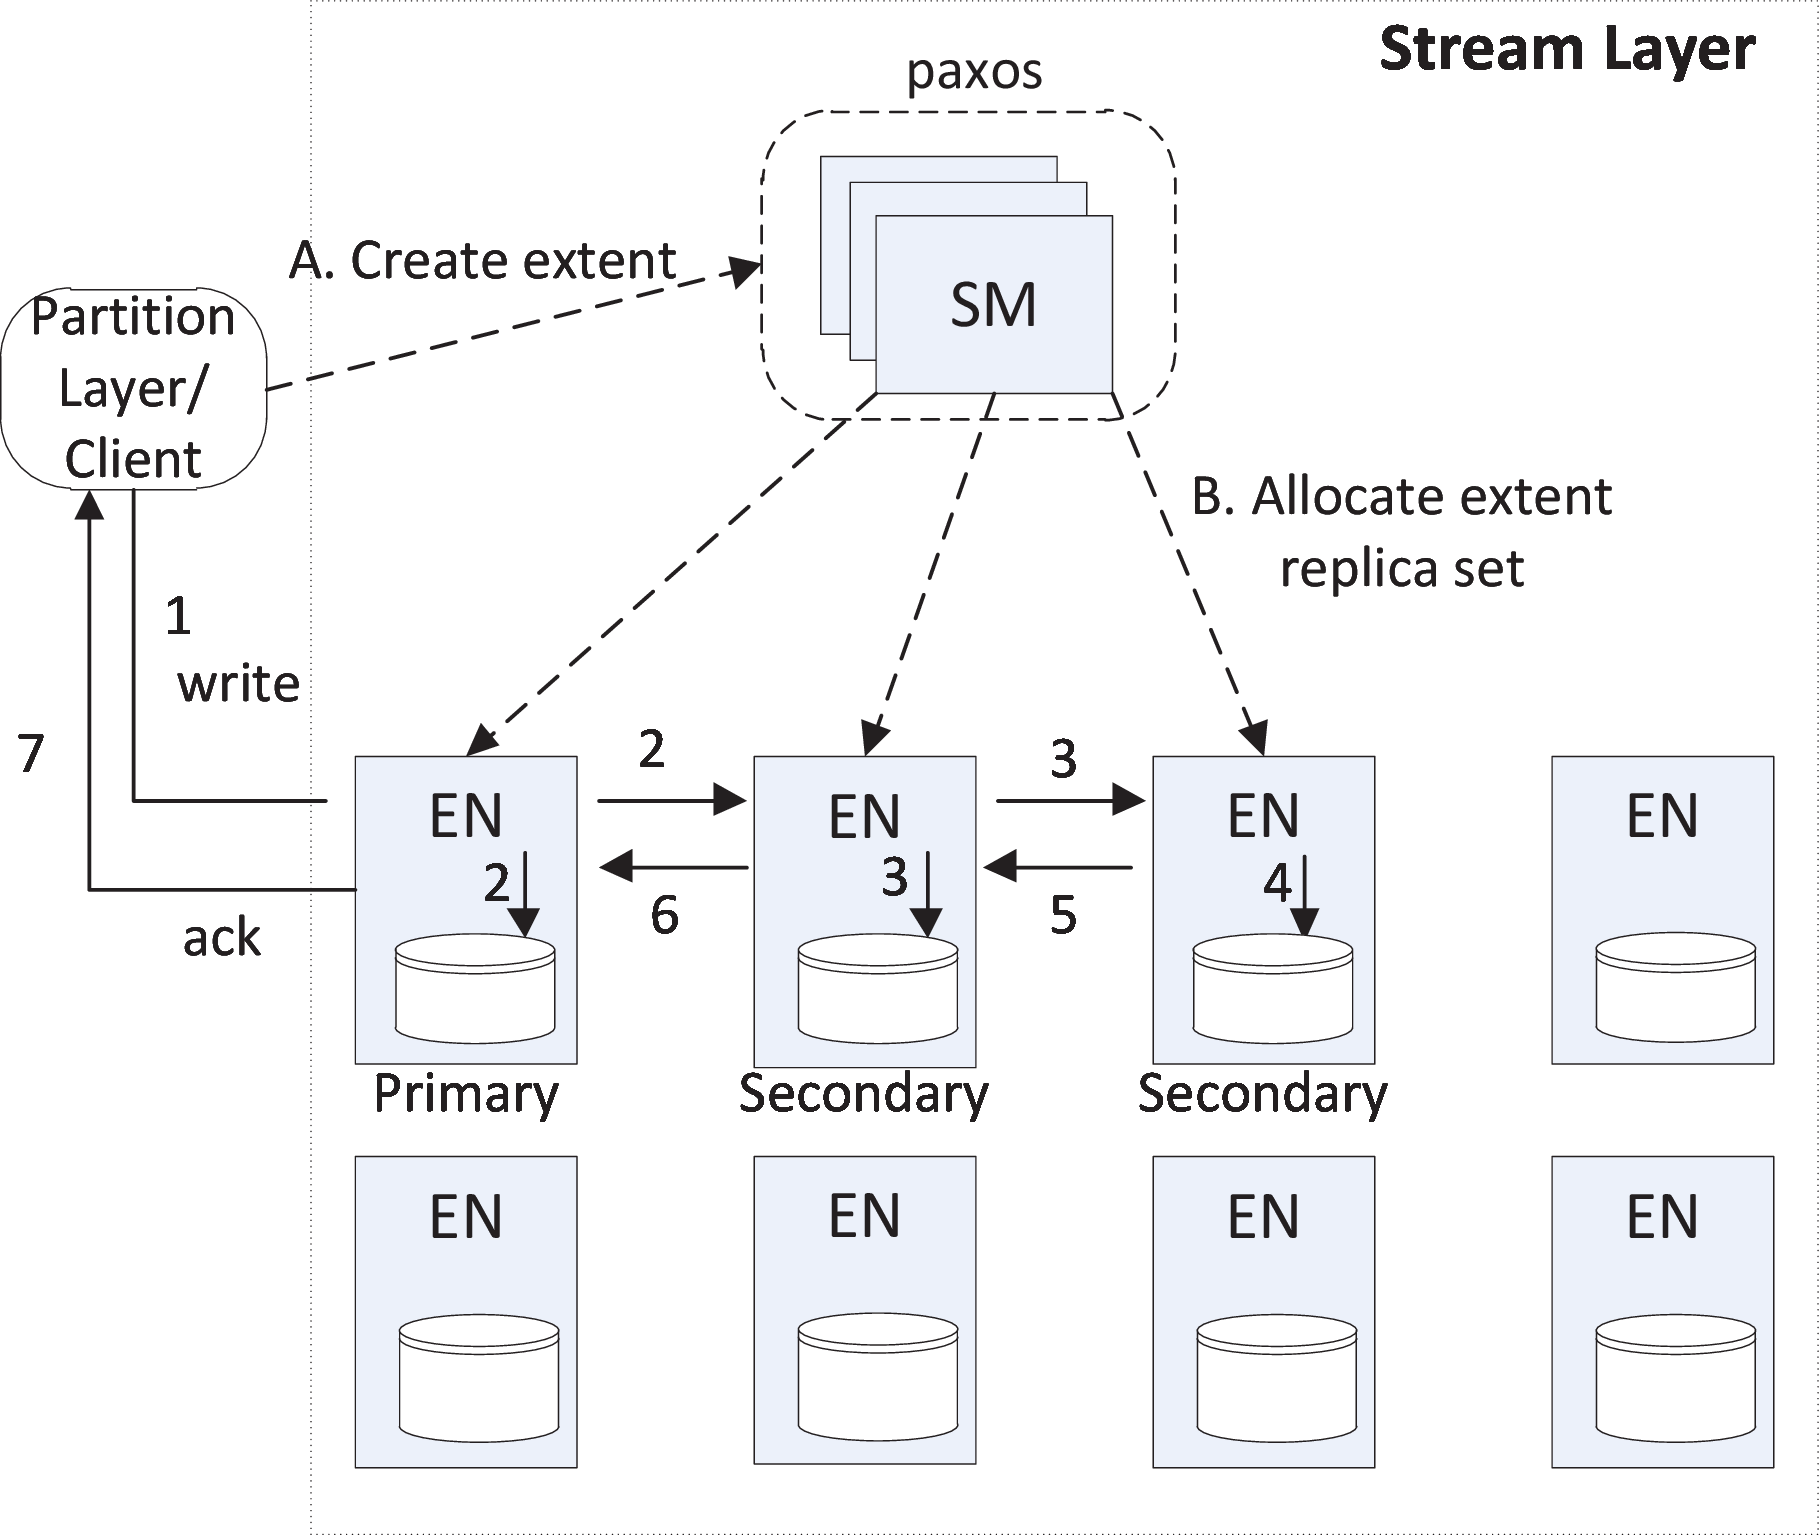 Stream Layer
paxos
A. Create extent
SM
Partition
Layer/
Client
B. Allocate extent
replica set
1
write
7
2
3
EN
EN
EN
EN
2
3
4
6
5
ack
Primary
Secondary
Secondary
EN
EN
EN
EN